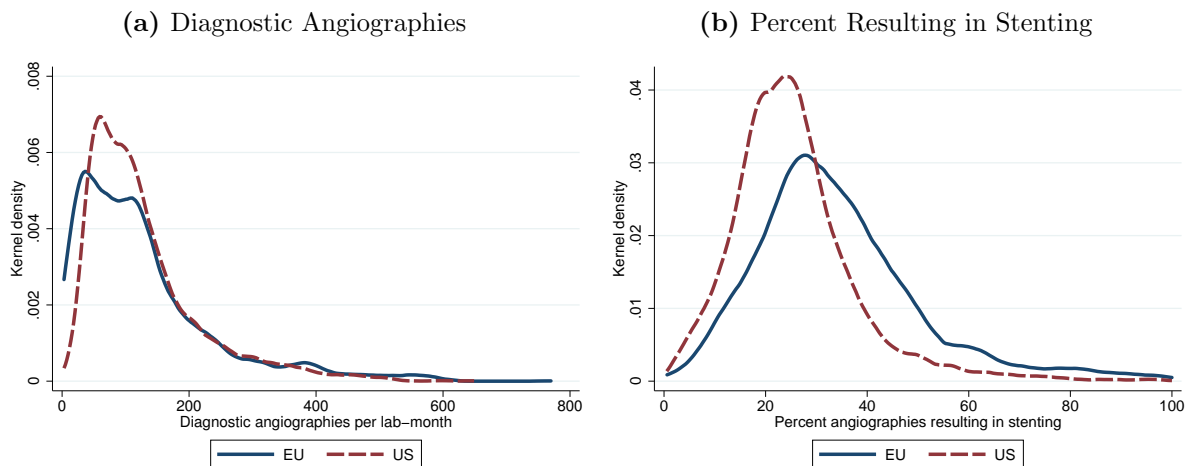 (a) Diagnostic Angiographies
.008
.006
.004
.002
0
Kernel density
0 200 400 600 800
Diagnostic angiographies per lab−month
EU US
(b) Percent Resulting in Stenting
.04
.03
.02
.01
0
Kernel density
0 20 40 60 80 100
Percent angiographies resulting in stenting
EU US